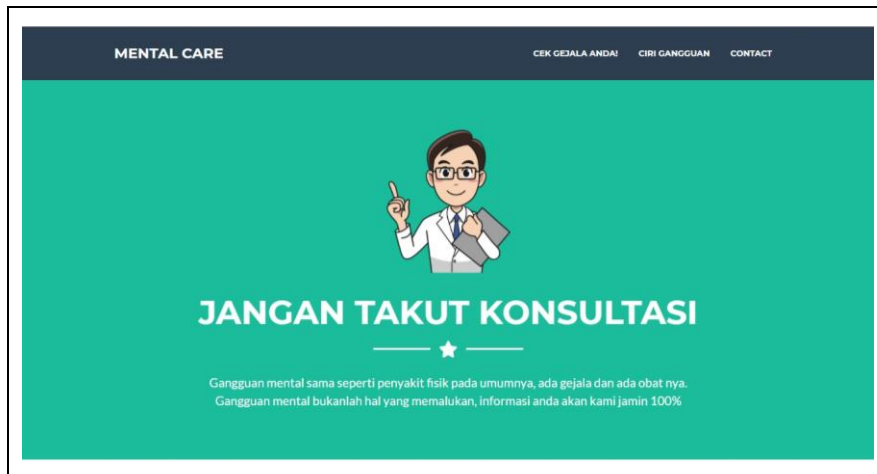 MENTAL CARE
CEK GEJALA ANDA! CIRI GANGGUAN CONTACT
JANGAN TAKUT KONSULTASI
Gangguan mental sama seperti penyakit fisik pada umumnya, ada gejala dan ada obat nya.
Gangguan mental bukanlah hal yang memalukan, informasi anda akan kami jamin 100%